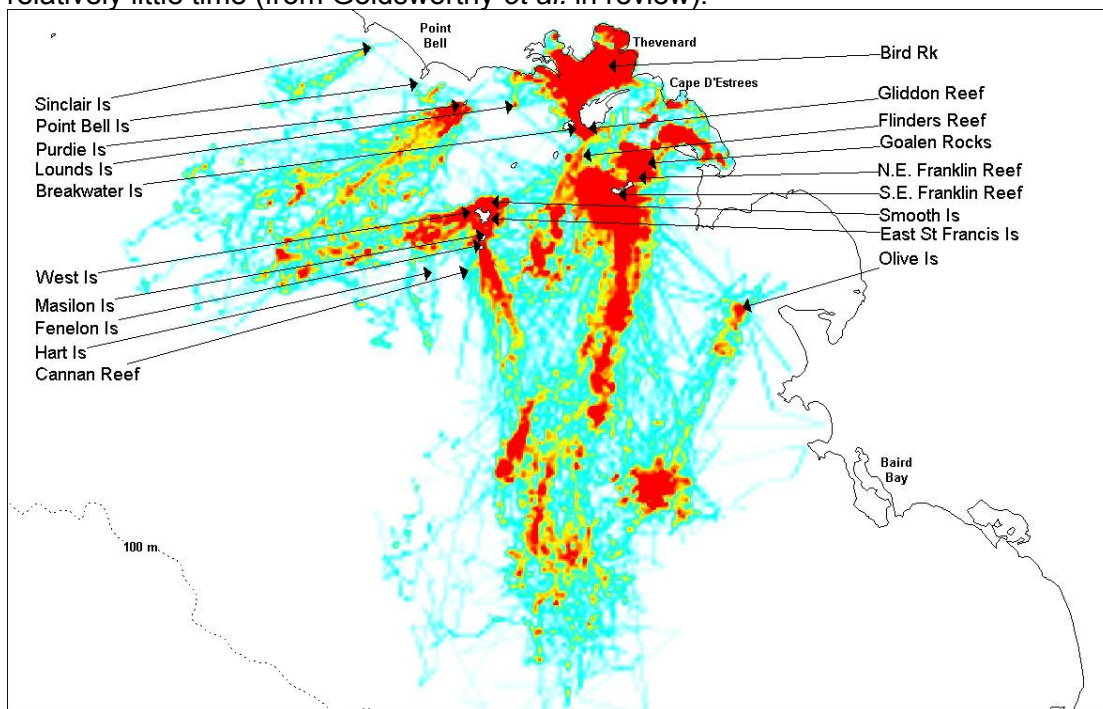 relatively little time (from Goldsworthy et al. in review).
Point
Bell
Thevenard
Cape D'Estrees
Bird Rk
Gliddon Reef
Flinders Reef
Goalen Rocks
N.E. Franklin Reef
S.E. Franklin Reef
Smooth Is
East St Francis Is
Olive Is
Sinclair Is
Point Bell Is
Purdie Is
Lounds Is
Breakwater Is
West Is
Masilon Is
Fenelon Is
Hart Is
Cannan Reef
Baird
Bay
100 m